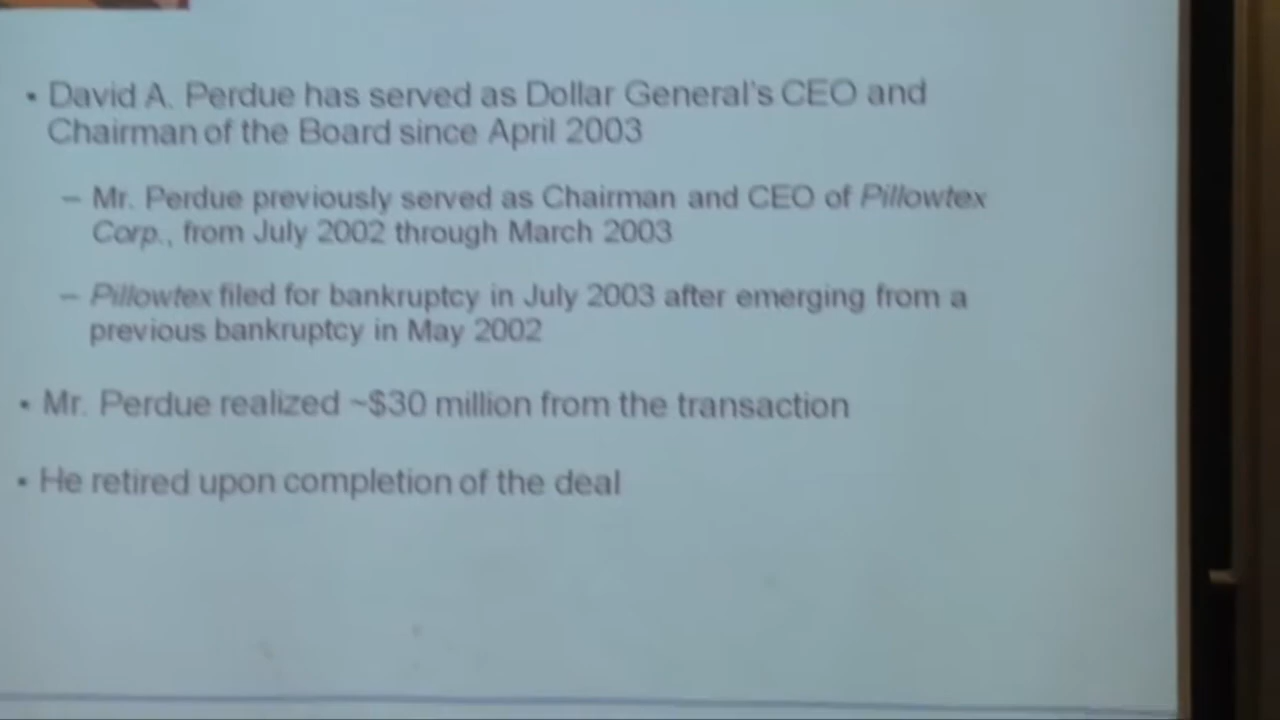 • David A. Perdue has served as Dollar General's CEO and
Chairman of the Board since April 2003
– Mr. Perdue previously served as Chairman and CEO of Pillowtex
Corp., from July 2002 through March 2003
– Pillowtex filed for bankruptcy in July 2003 after emerging from a
previous bankruptcy in May 2002
• Mr. Perdue realized ~$30 million from the transaction
• He retired upon completion of the deal